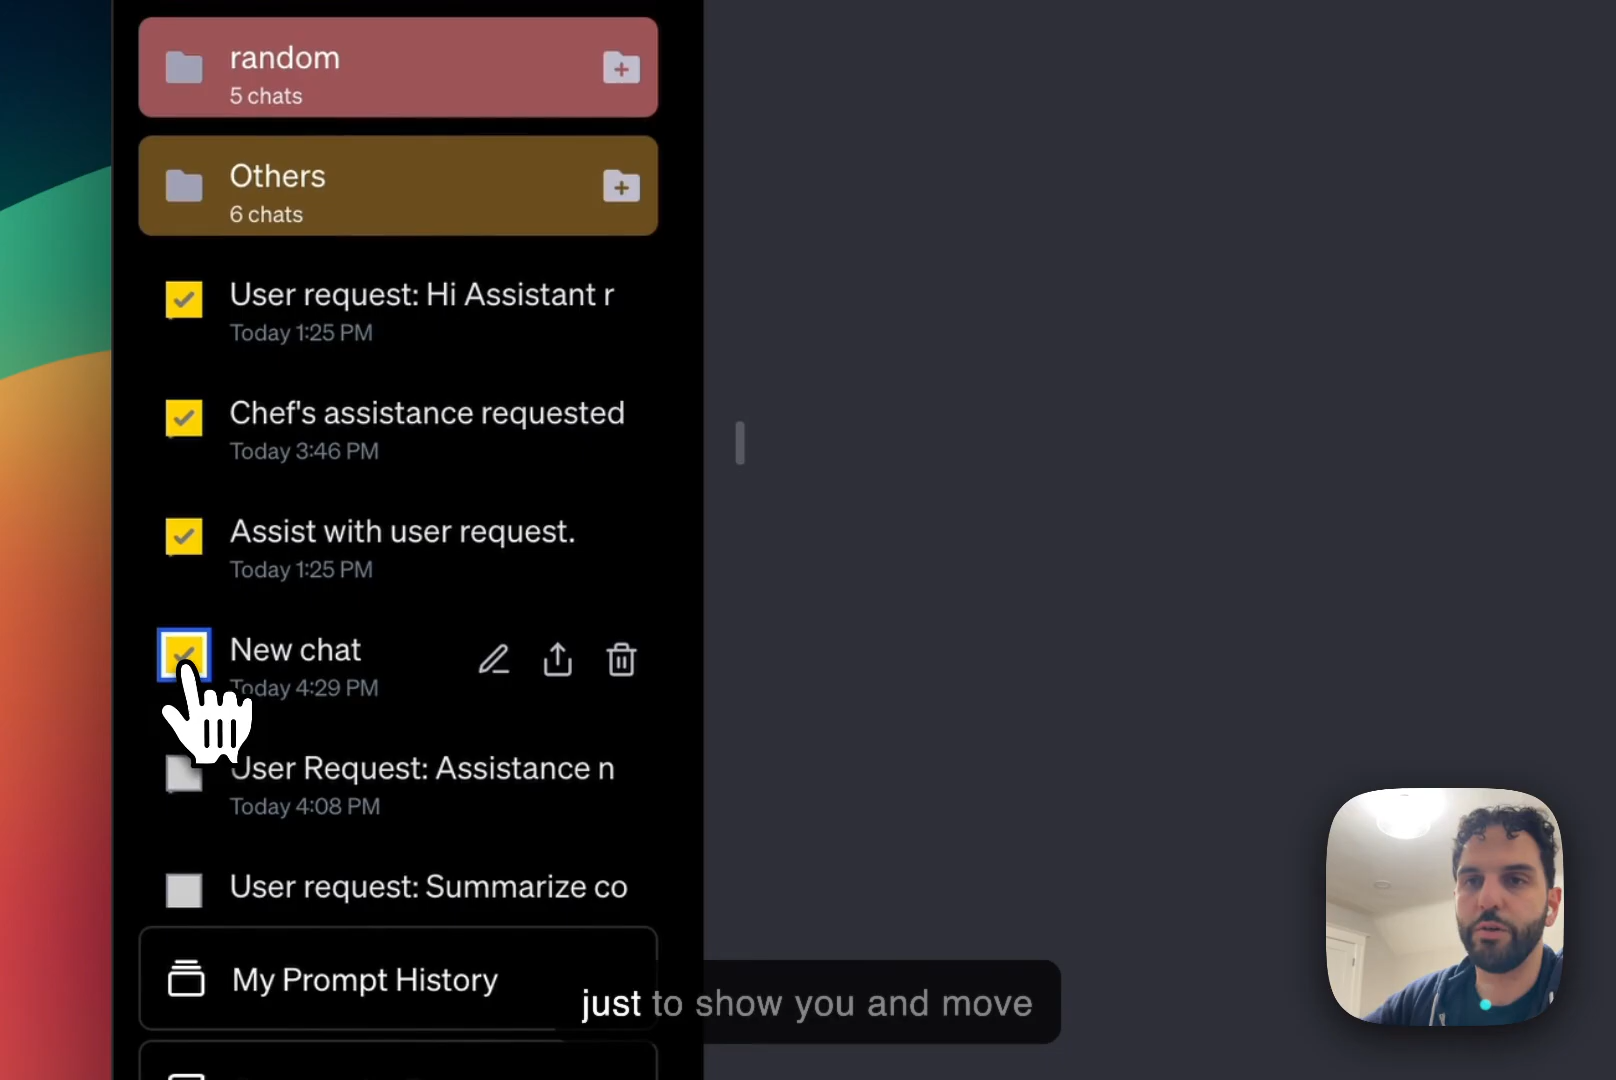 random
5 chats
Others
6 chats
User request: Hi Assistant r
Today 1:25 PM
Chef's assistance requested
Today 3:46 PM
Assist with user request.
Today 1:25 PM
New chat
Today 4:29 PM
User Request: Assistance n
Today 4:08 PM
User request: Summarize co
My Prompt History
just to show you and move